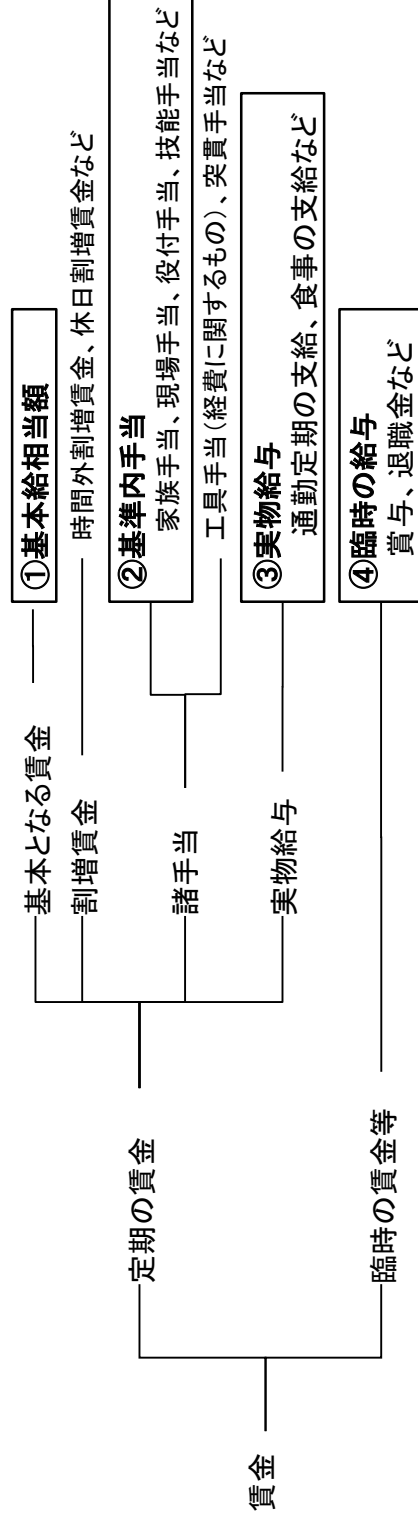 賃金
定期の賃金
基本となる賃金
①基本給相当額
割増賃金
時間外割増賃金、休日割増賃金など
諸手当
②基準内手当
家族手当、現場手当、役付手当、技能手当など
工具手当(経費に関するもの)、突貫手当など
実物給与
③実物給与
通勤定期の支給、食事の支給など
臨時の賃金等
④臨時の給与
賞与、退職金など